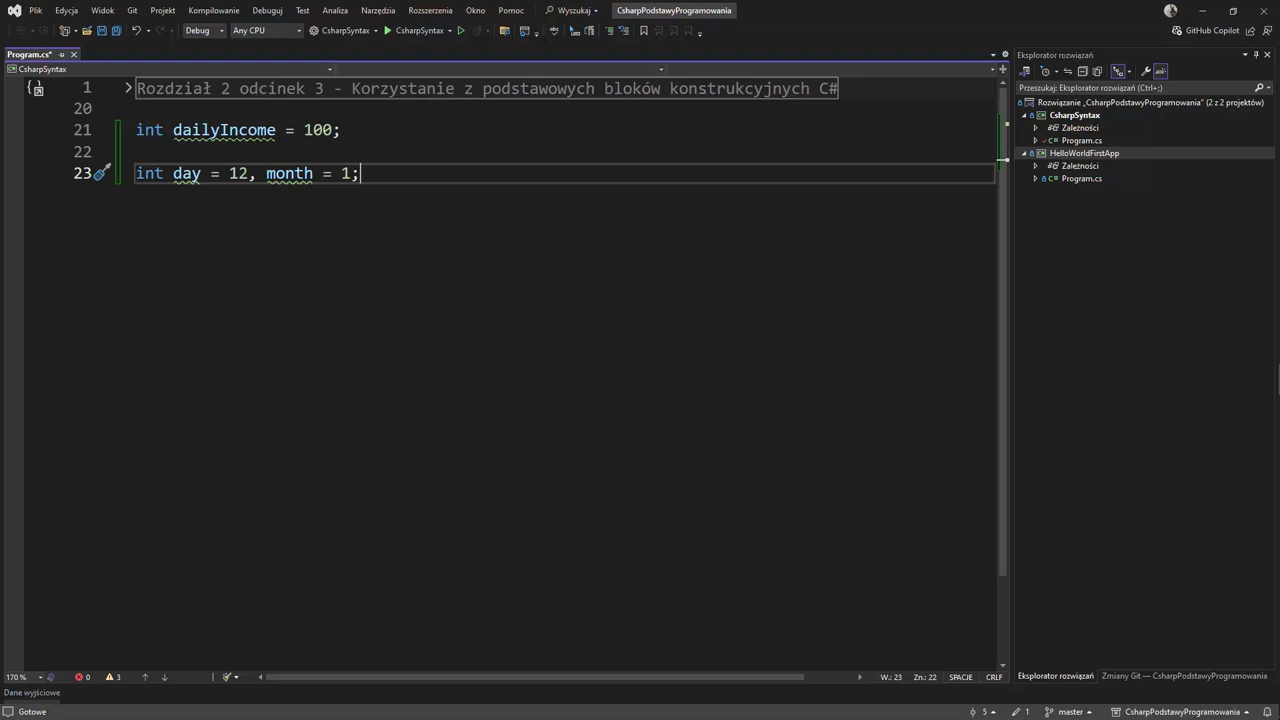 Plik Edycja Widok Git Projekt Kompilowanie Debuguj Test Analiza Narzędzia Rozszerzenia Okno Pomoc Wyszukaj CsharpPodstawyProgramowania
Debug Any CPU CsharpSyntax CsharpSyntax GitHub Copilot
Program.cs*
CsharpSyntax
1 Rozdział 2 odcinek 3 - Korzystanie z podstawowych bloków konstrukcyjnych C#
20
21 int dailyIncome = 100;
22
23 int day = 12, month = 1;
Eksplorator rozwiązań
Przeszukaj: Eksplorator rozwiązań (Ctrl+;)
Rozwiązanie „CsharpPodstawyProgramowania" (2 z 2 projektów)
CsharpSyntax
Zależności
Program.cs
HelloWorldFirstApp
Zależności
Program.cs
170 % 0 3 W.: 23 Zn.: 22 SPACJE CRLF
Eksplorator rozwiązań Zmiany Git — CsharpPodstawyProgramowania
Dane wyjściowe
Gotowe 5 1 master CsharpPodstawyProgramowania